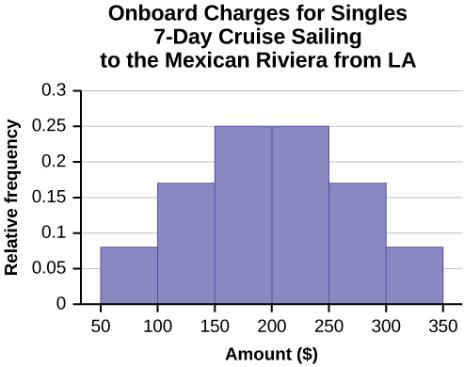 Onboard Charges for Singles
7-Day Cruise Sailing
to the Mexican Riviera from LA
Relative frequency
0.3
0.25
0.2
0.15
0.1
0.05
0
50 100 150 200 250 300 350
Amount ($)